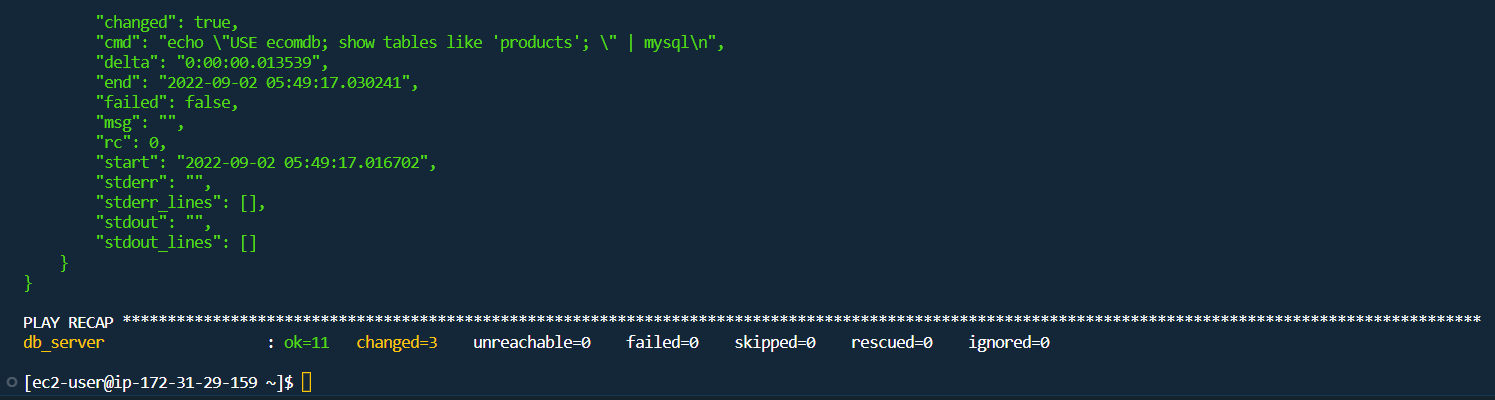 "changed": true,
"cmd": "echo \"USE ecomdb; show tables like 'products'; \" | mysql\n",
"delta": "0:00:00.013539",
"end": "2022-09-02 05:49:17.030241",
"failed": false,
"msg": "",
"rc": 0,
"start": "2022-09-02 05:49:17.016702",
"stderr": "",
"stderr_lines": [],
"stdout": "",
"stdout_lines": []
}
}
PLAY RECAP *******************************************************************************************************************************************************
db_server : ok=11 changed=3 unreachable=0 failed=0 skipped=0 rescued=0 ignored=0
[ec2-user@ip-172-31-29-159 ~]$